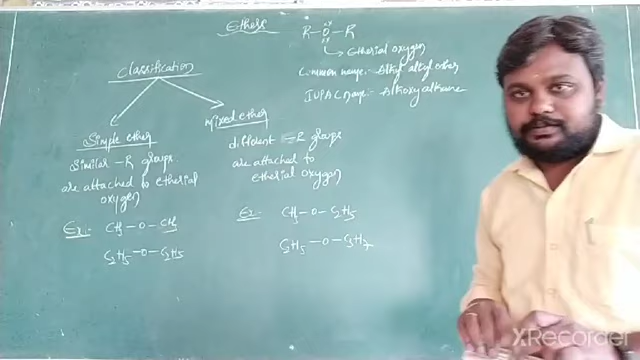 Ethers
R-O-R
Etherial oxygen
Common name:- Alkyl alkyl ether
IUPAC name:- Alkoxy alkane
Classification
Simple ether
Similar -R groups
are attached to etherial
oxygen
Ex:- CH3-O-CH3
C2H5-O-C2H5
mixed ether
different -R groups
are attached to
etherial oxygen
Ex:- CH3-O-C2H5
C2H5-O-C3H7
XRecorder